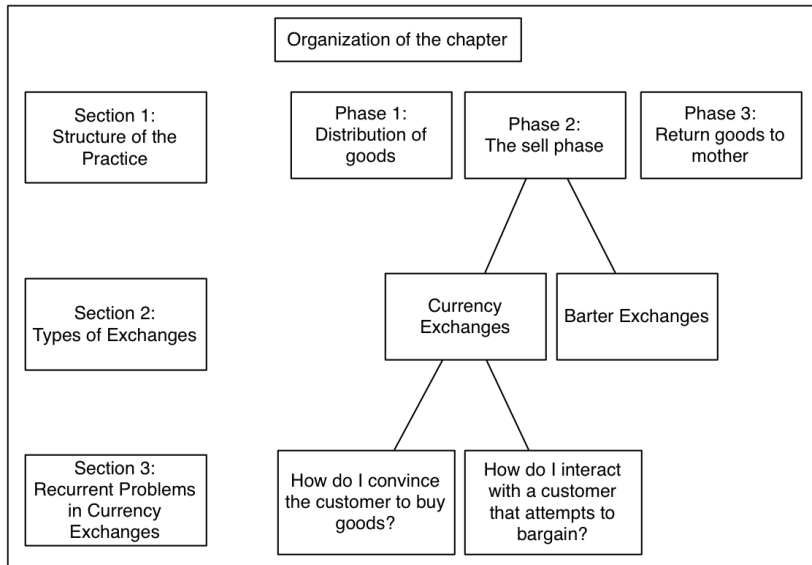 Organization of the chapter
Section 1:
Structure of the
Practice
Phase 1:
Distribution of
goods
Phase 2:
The sell phase
Phase 3:
Return goods to
mother
Section 2:
Types of Exchanges
Currency
Exchanges
Barter Exchanges
Section 3:
Recurrent Problems
in Currency
Exchanges
How do I convince
the customer to buy
goods?
How do I interact
with a customer
that attempts to
bargain?